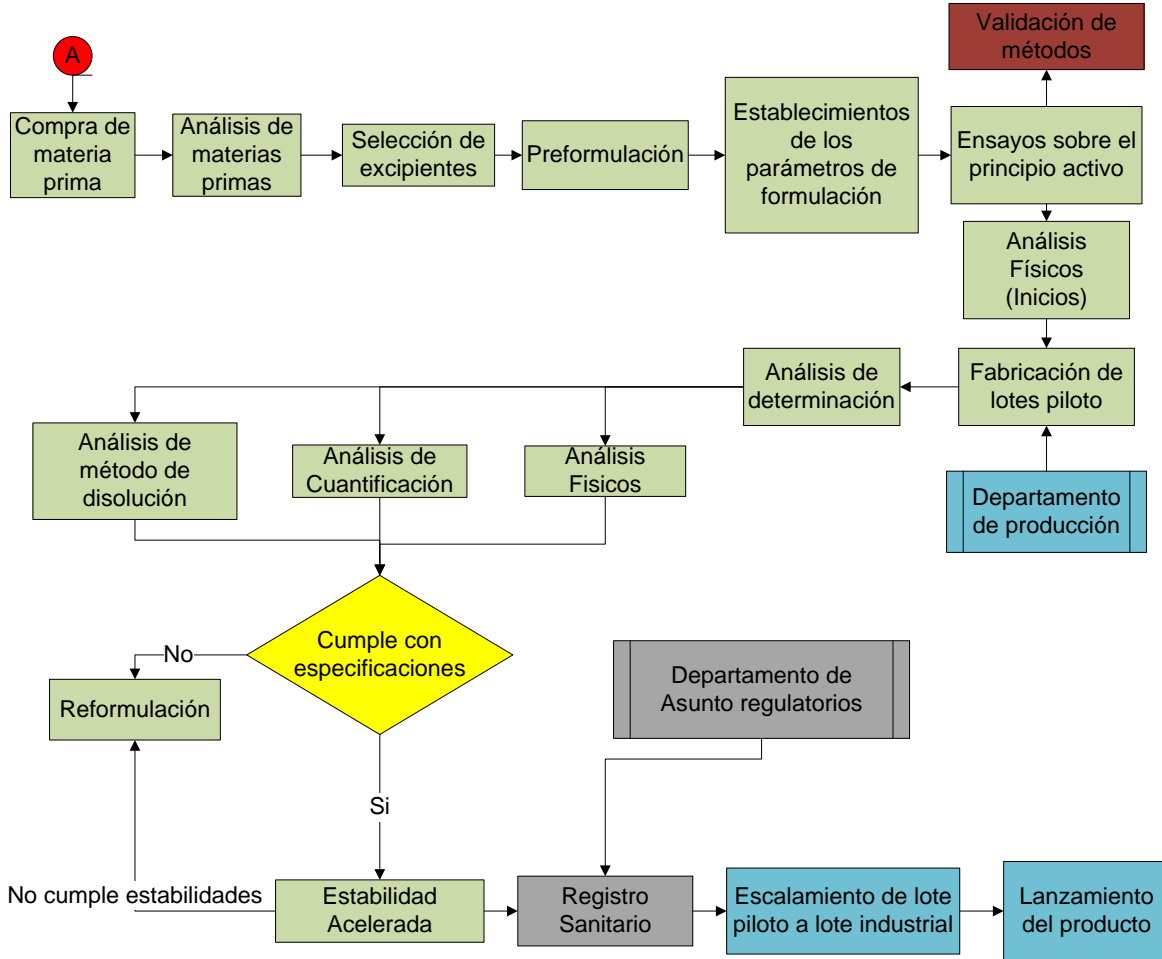 A
Compra de
materia
prima
Análisis de
materias
primas
Selección de
excipientes
Preformulación
Establecimientos
de los
parámetros de
formulación
Validación de
métodos
Ensayos sobre el
principio activo
Análisis
Físicos
(Inicios)
Fabricación de
lotes piloto
Departamento
de producción
Análisis de
determinación
Análisis de
método de
disolución
Análisis de
Cuantificación
Análisis
Fisicos
Cumple con
especificaciones
No
Reformulación
Si
Departamento de
Asunto regulatorios
No cumple estabilidades
Estabilidad
Acelerada
Registro
Sanitario
Escalamiento de lote
piloto a lote industrial
Lanzamiento
del producto